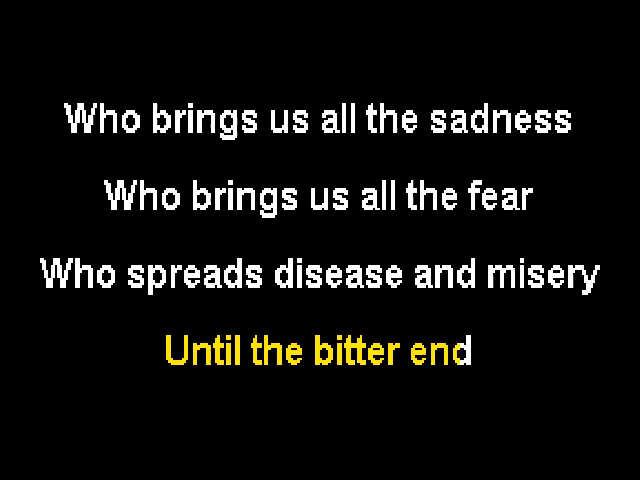 Who brings us all the sadness
Who brings us all the fear
Who spreads disease and misery
Until the bitter end